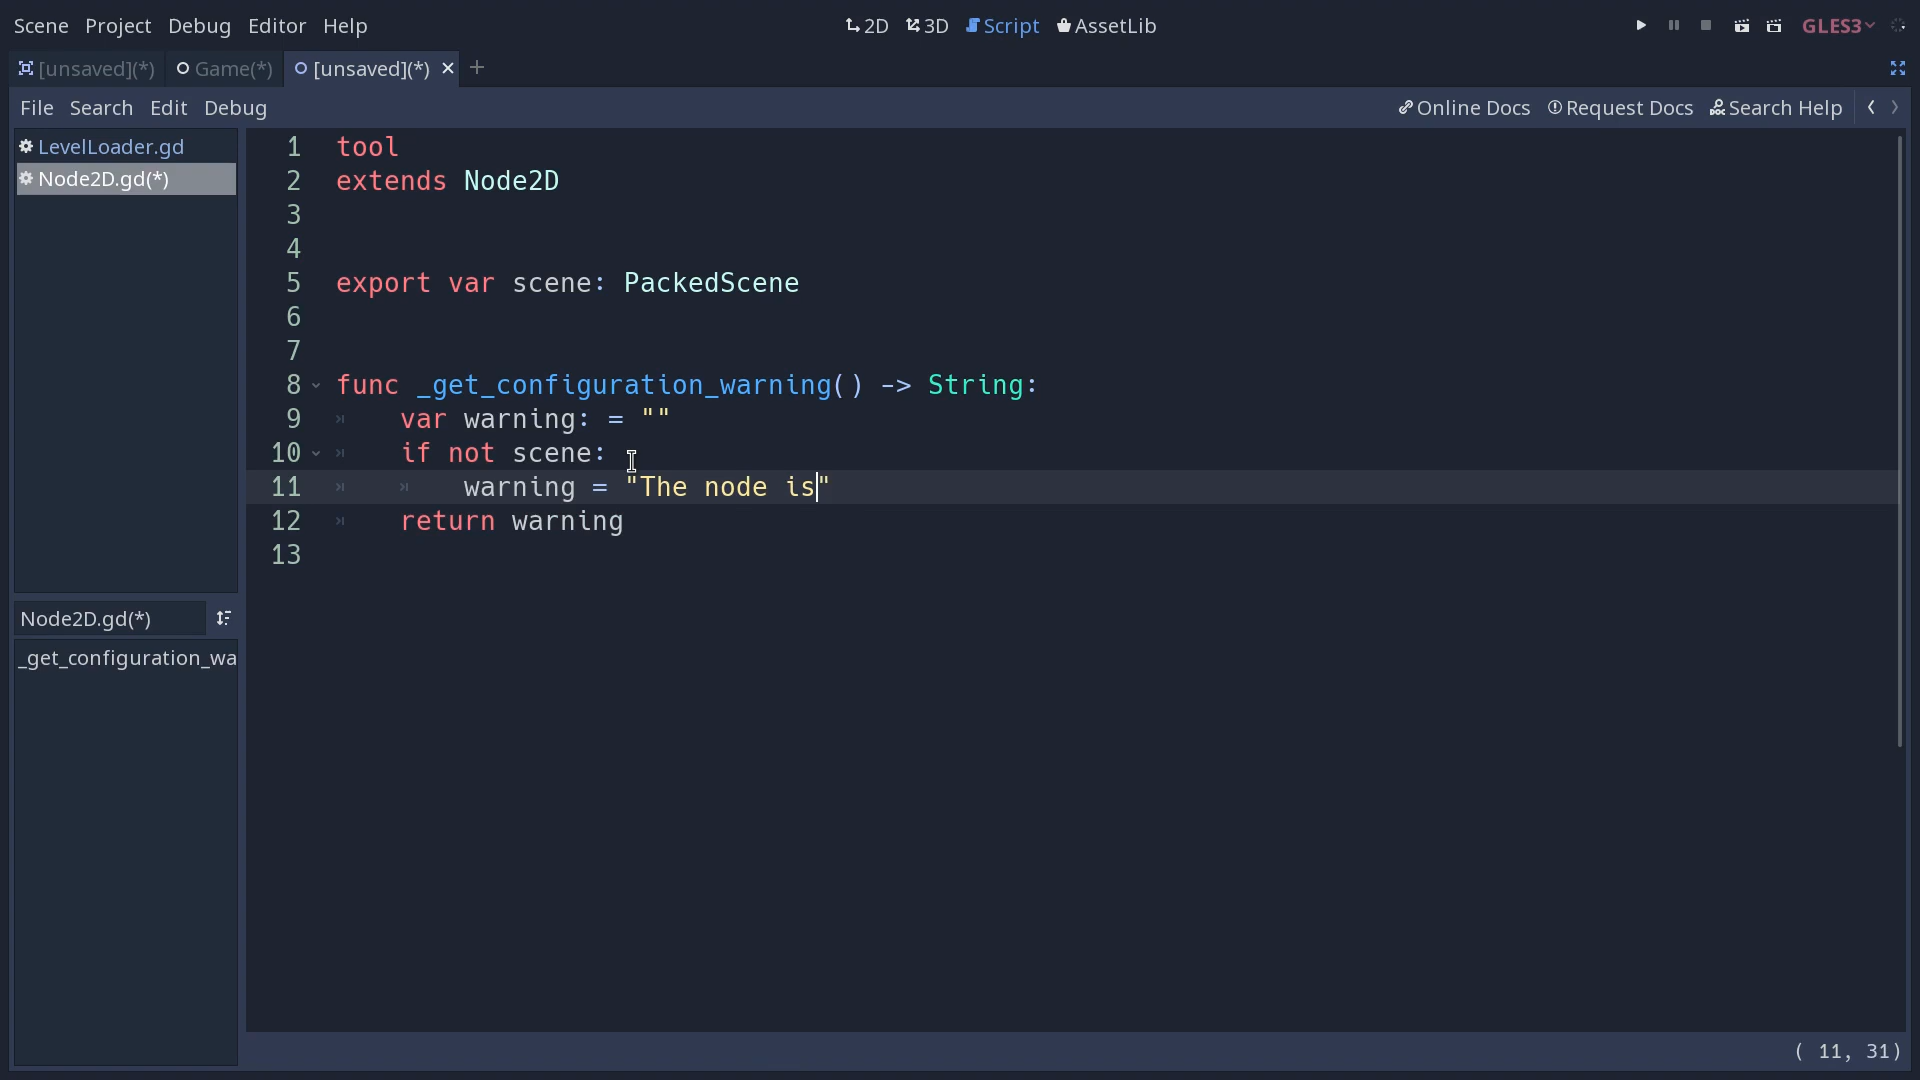 Scene Project Debug Editor Help 2D 3D Script AssetLib GLES3
[unsaved](*) Game(*) [unsaved](*)
File Search Edit Debug Online Docs Request Docs Search Help
LevelLoader.gd
Node2D.gd(*)
1 tool
2 extends Node2D
3
4
5 export var scene: PackedScene
6
7
8 func _get_configuration_warning() -> String:
9 var warning: = ""
10 if not scene:
11 warning = "The node is"
12 return warning
13
Node2D.gd(*)
_get_configuration_wa
( 11, 31)